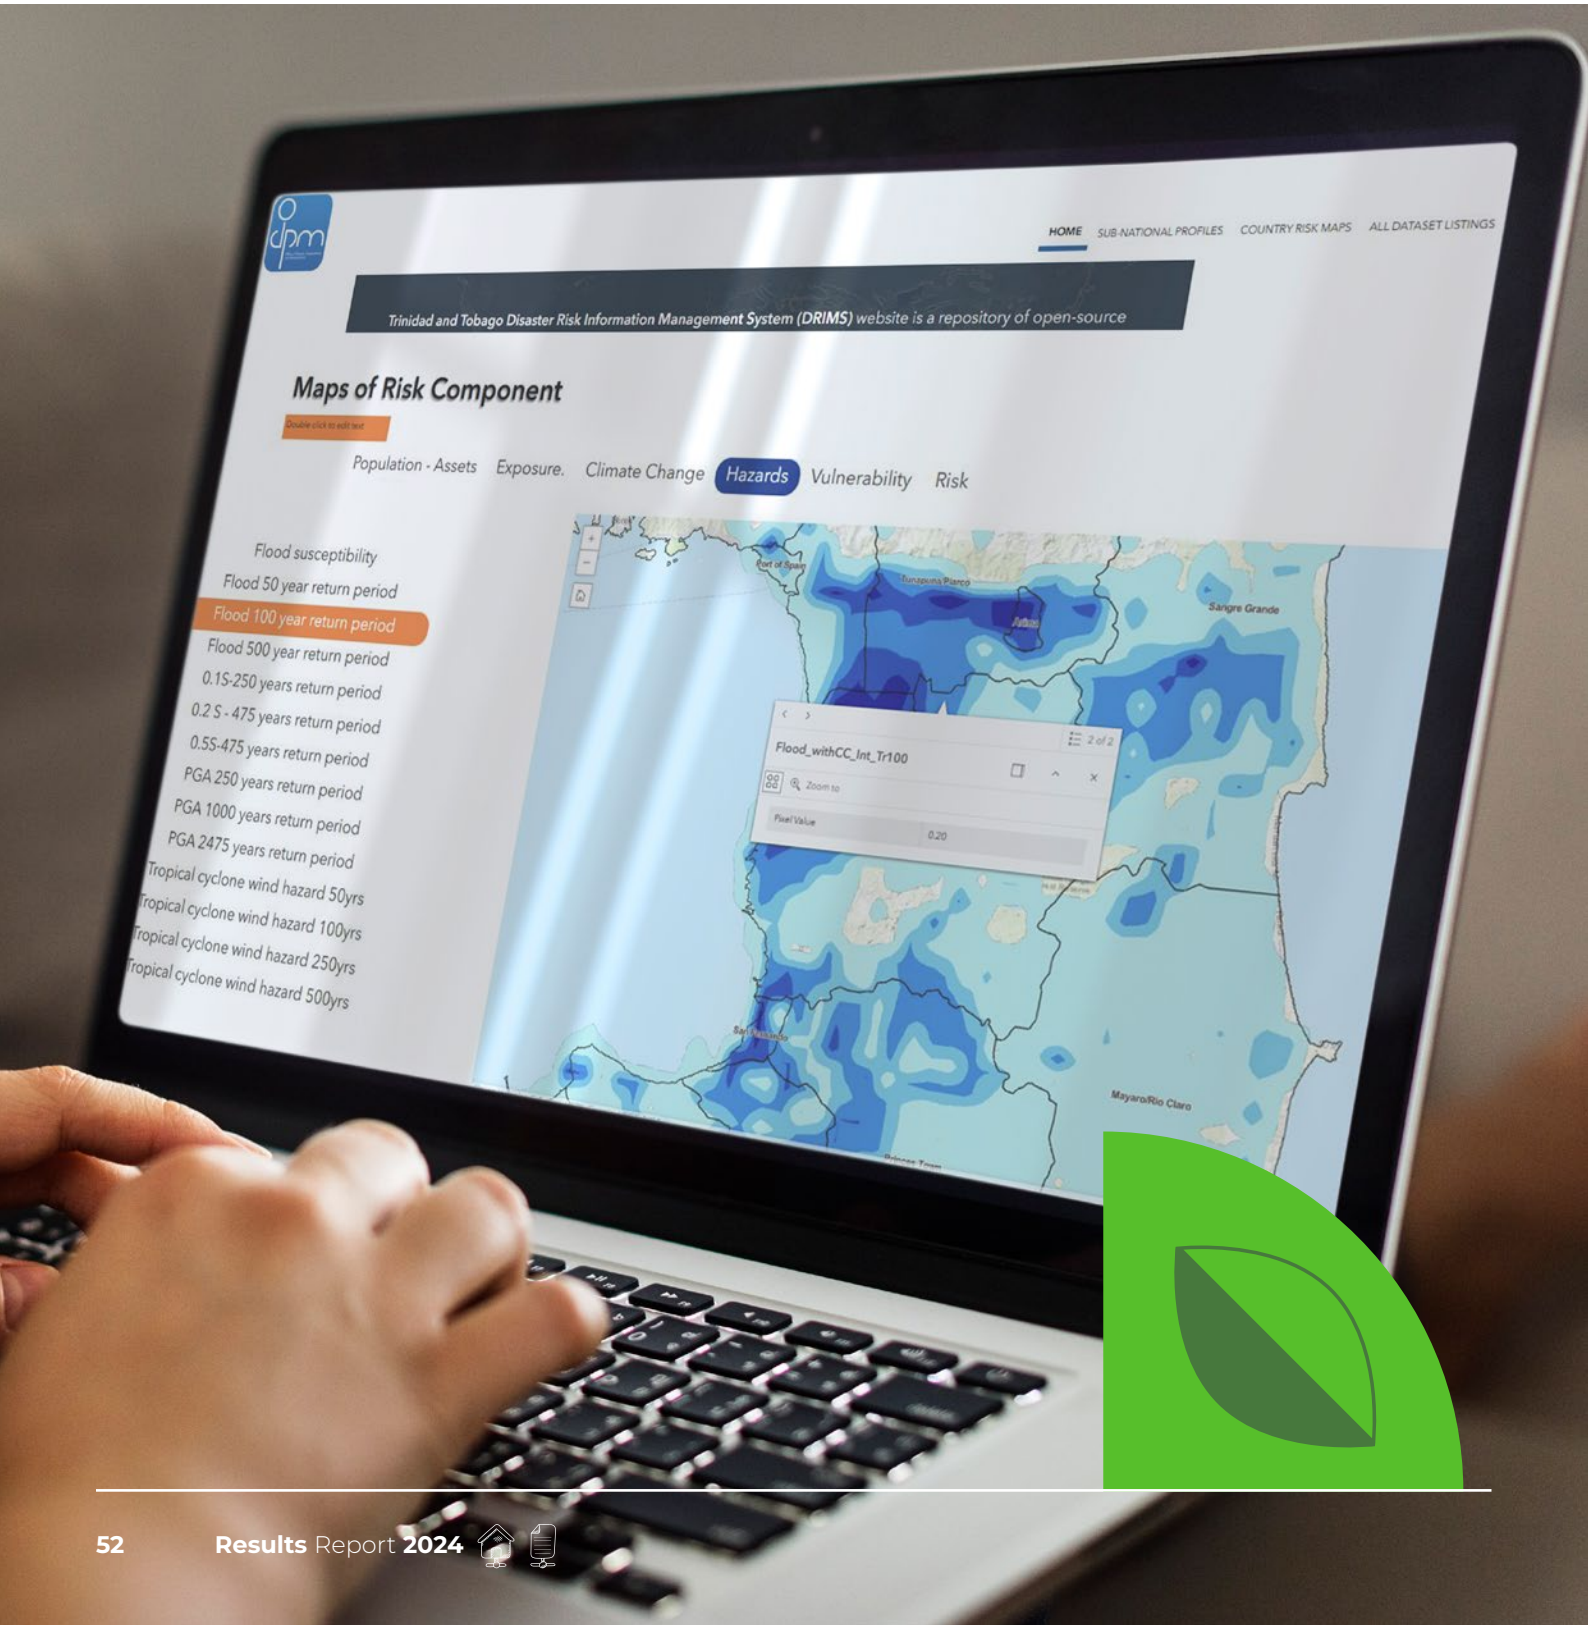 odpm
HOME SUB-NATIONAL PROFILES COUNTRY RISK MAPS ALL DATASET LISTINGS
Trinidad and Tobago Disaster Risk Information Management System (DRIMS) website is a repository of open-source
Maps of Risk Component
Double click to edit text
Population - Assets Exposure. Climate Change Hazards Vulnerability Risk
Flood susceptibility
Flood 50 year return period
Flood 100 year return period
Flood 500 year return period
0.1S-250 years return period
0.2 S - 475 years return period
0.5S-475 years return period
PGA 250 years return period
PGA 1000 years return period
PGA 2475 years return period
Tropical cyclone wind hazard 50yrs
Tropical cyclone wind hazard 100yrs
Tropical cyclone wind hazard 250yrs
Tropical cyclone wind hazard 500yrs
Port of Spain
Tunapuna/Piarco
Arima
Sangre Grande
2 of 2
Flood_withCC_Int_Tr100
Zoom to
Pixel Value 0.20
San Fernando
Mayaro/Rio Claro
Princes Town
52 Results Report 2024